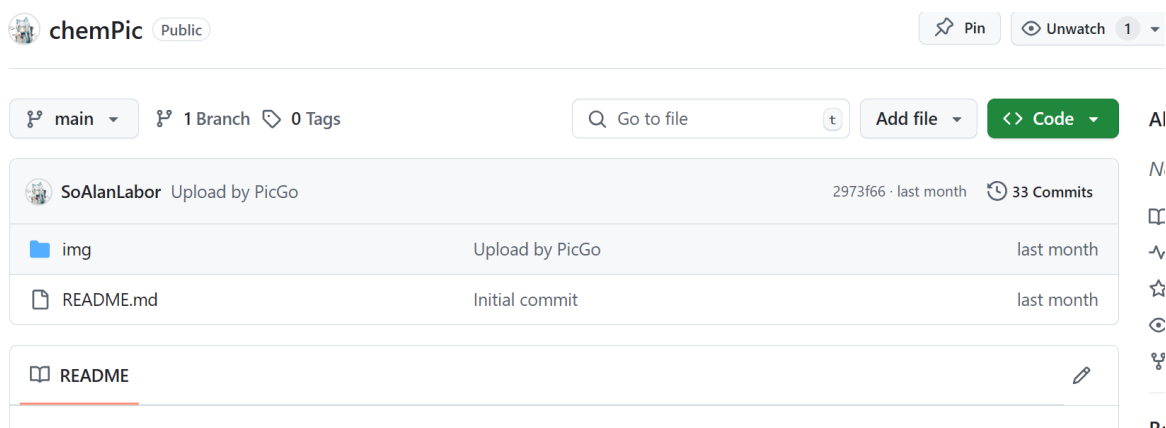 chemPic Public Pin Unwatch 1
main 1 Branch 0 Tags Go to file t Add file Code
SoAlanLabor Upload by PicGo 2973f66 · last month 33 Commits
img Upload by PicGo last month
README.md Initial commit last month
README